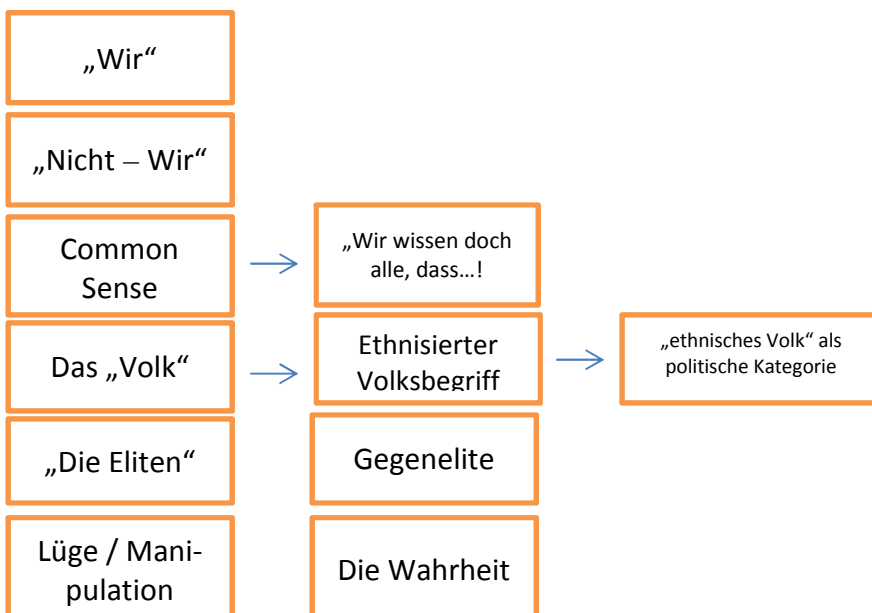 „Wir“
„Nicht – Wir“
Common
Sense
„Wir wissen doch
alle, dass…!
Das „Volk“
Ethnisierter
Volksbegriff
„ethnisches Volk“ als
politische Kategorie
„Die Eliten“
Gegenelite
Lüge / Mani-
pulation
Die Wahrheit